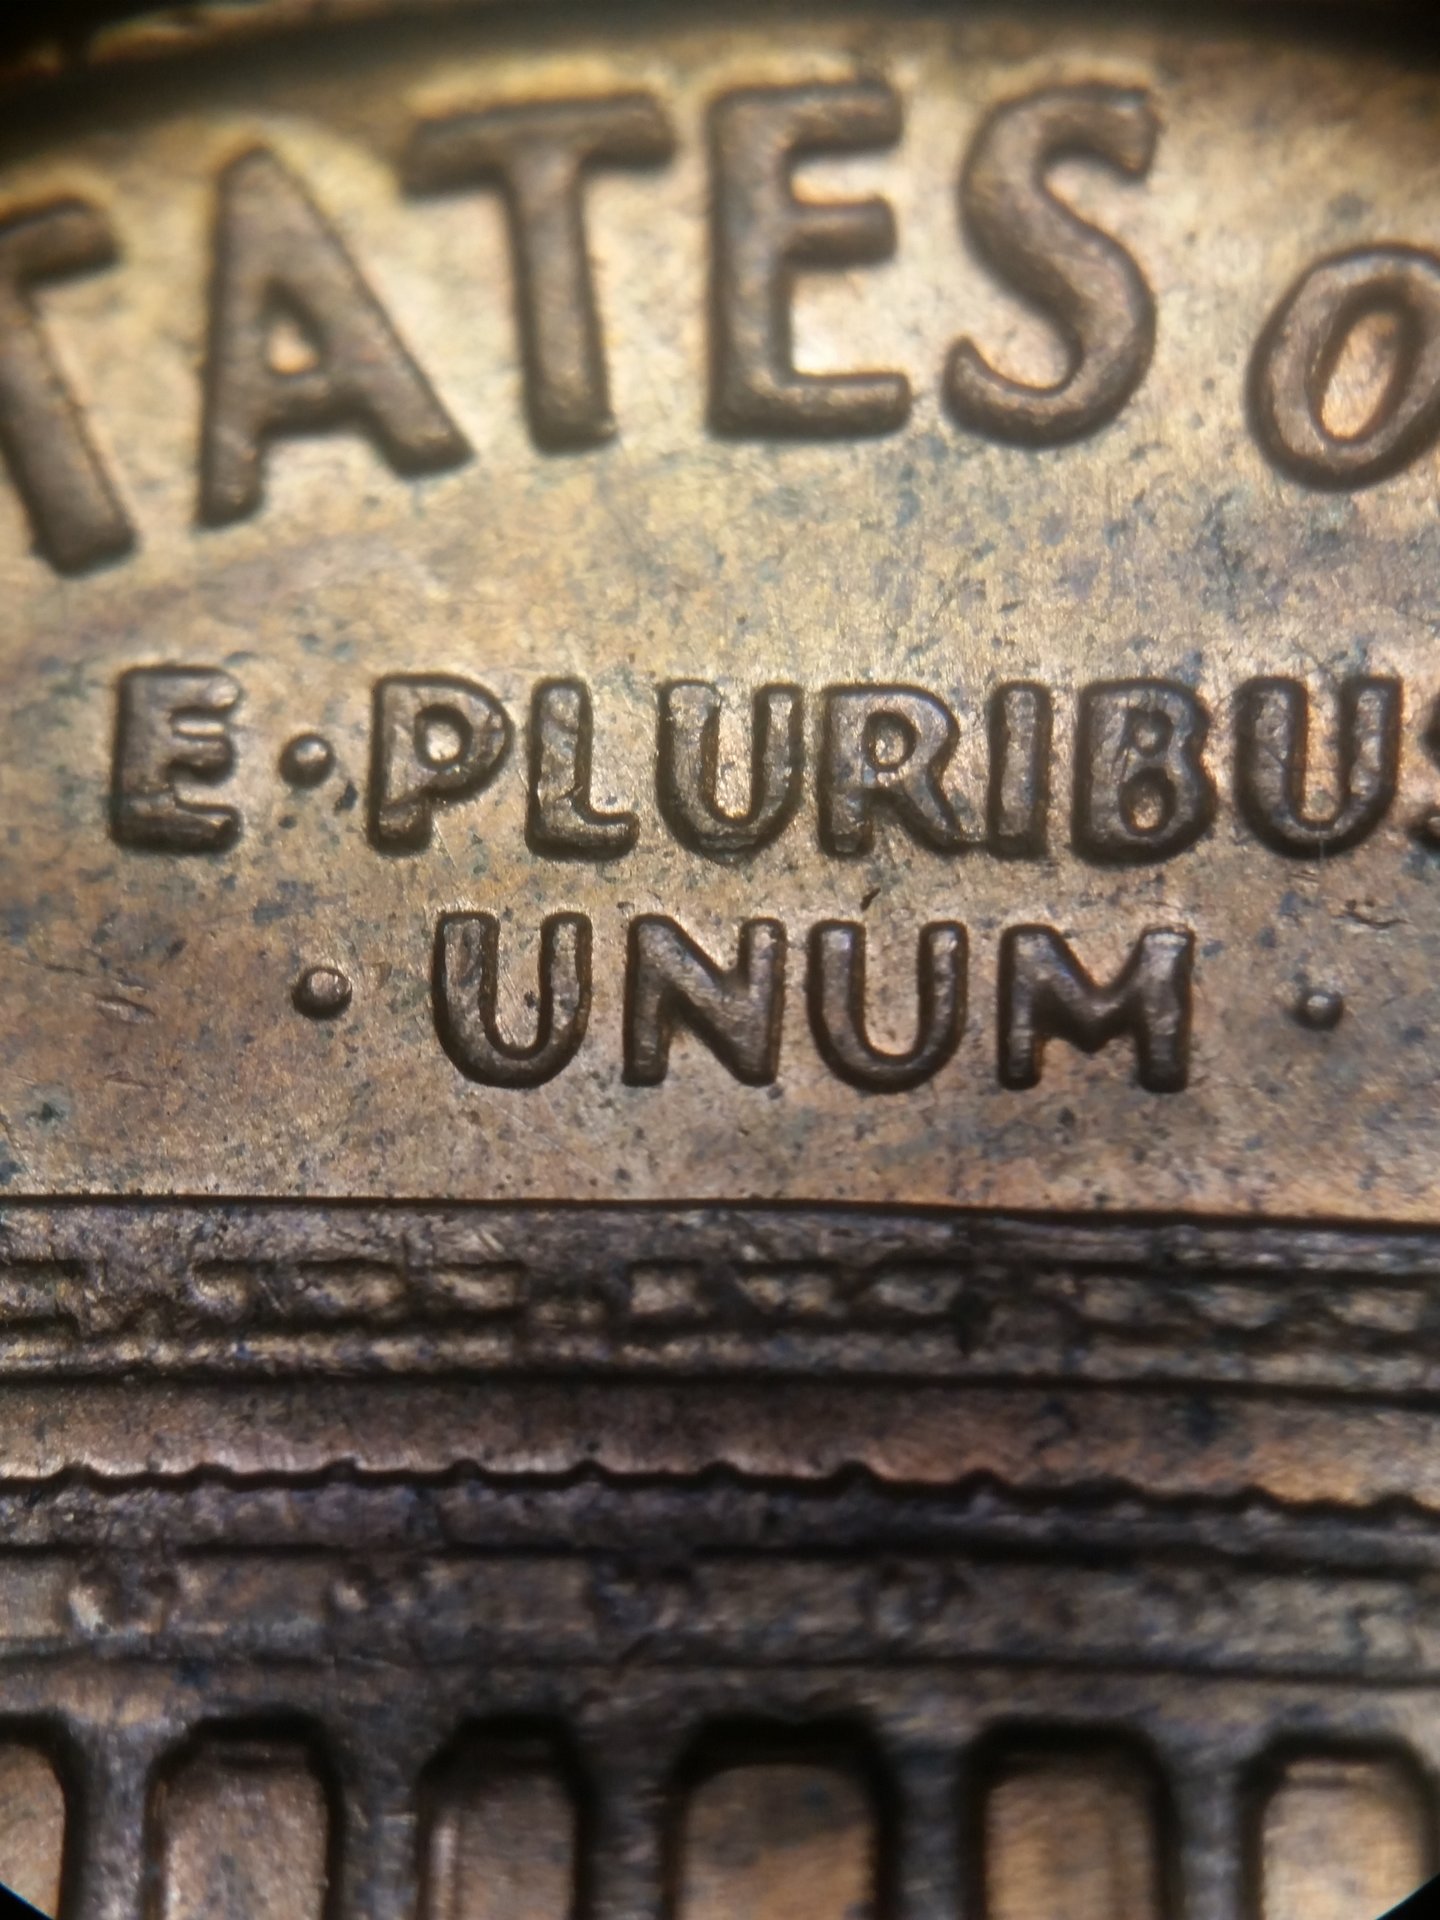 TATES O
E·PLURIBUS
·UNUM·